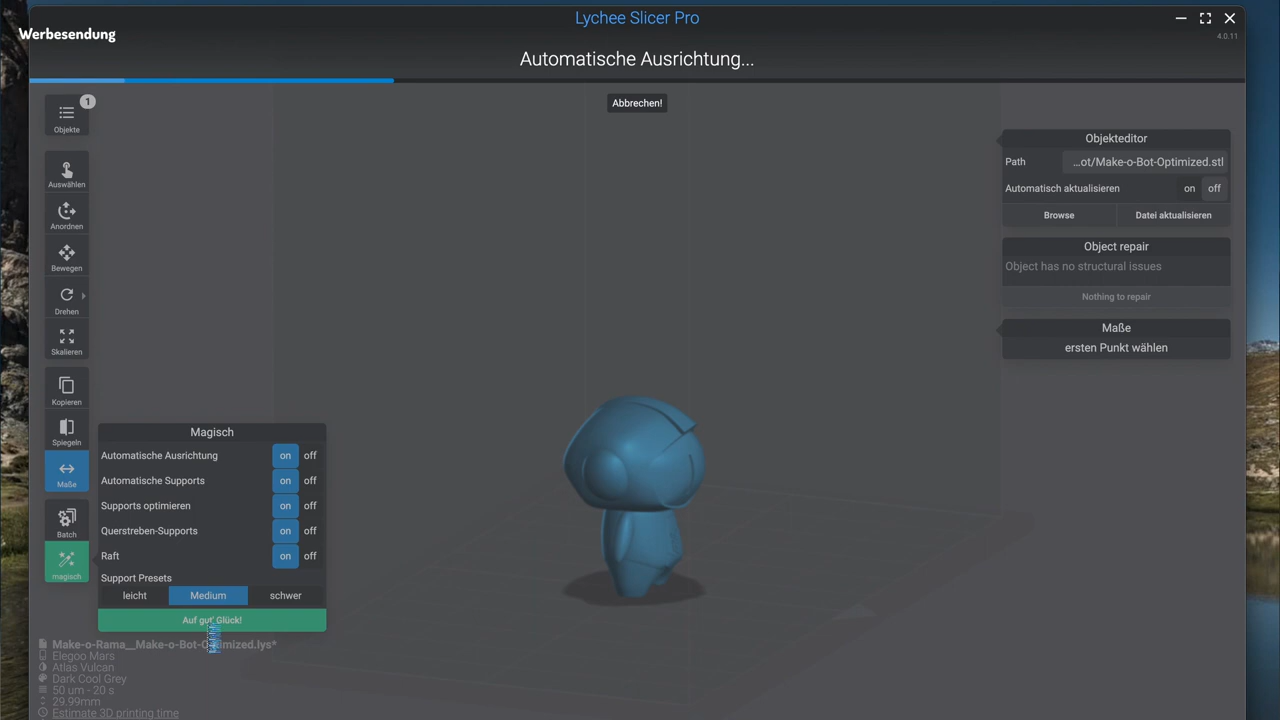 Lychee Slicer Pro
Werbesendung
4.0.11
Automatische Ausrichtung...
Abbrechen!
1
Objekte
Auswählen
Anordnen
Bewegen
Drehen
Skalieren
Kopieren
Spiegeln
Maße
Batch
magisch
Magisch
Automatische Ausrichtung on off
Automatische Supports on off
Supports optimieren on off
Querstreben-Supports on off
Raft on off
Support Presets
leicht Medium schwer
Auf gut' Glück!
Make-o-Rama__Make-o-Bot-Optimized.lys*
Elegoo Mars
Atlas Vulcan
Dark Cool Grey
50 um - 20 s
29.99mm
Estimate 3D printing time
Objekteditor
Path ...ot/Make-o-Bot-Optimized.stl
Automatisch aktualisieren on off
Browse Datei aktualisieren
Object repair
Object has no structural issues
Nothing to repair
Maße
ersten Punkt wählen